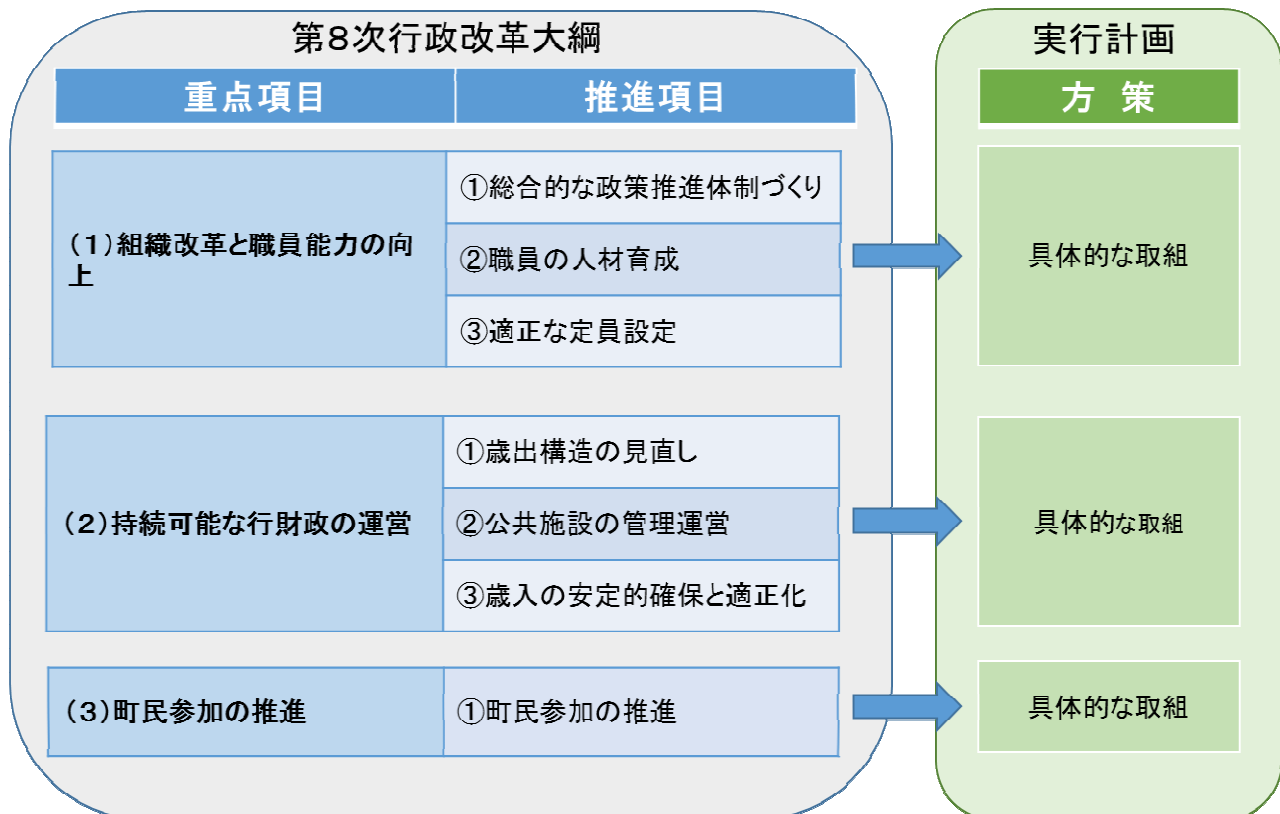 第8次行政改革大綱
実行計画
重点項目
推進項目
方 策
(1)組織改革と職員能力の向
上
①総合的な政策推進体制づくり
②職員の人材育成
③適正な定員設定
具体的な取組
(2)持続可能な行財政の運営
①歳出構造の見直し
②公共施設の管理運営
③歳入の安定的確保と適正化
具体的な取組
(3)町民参加の推進
①町民参加の推進
具体的な取組